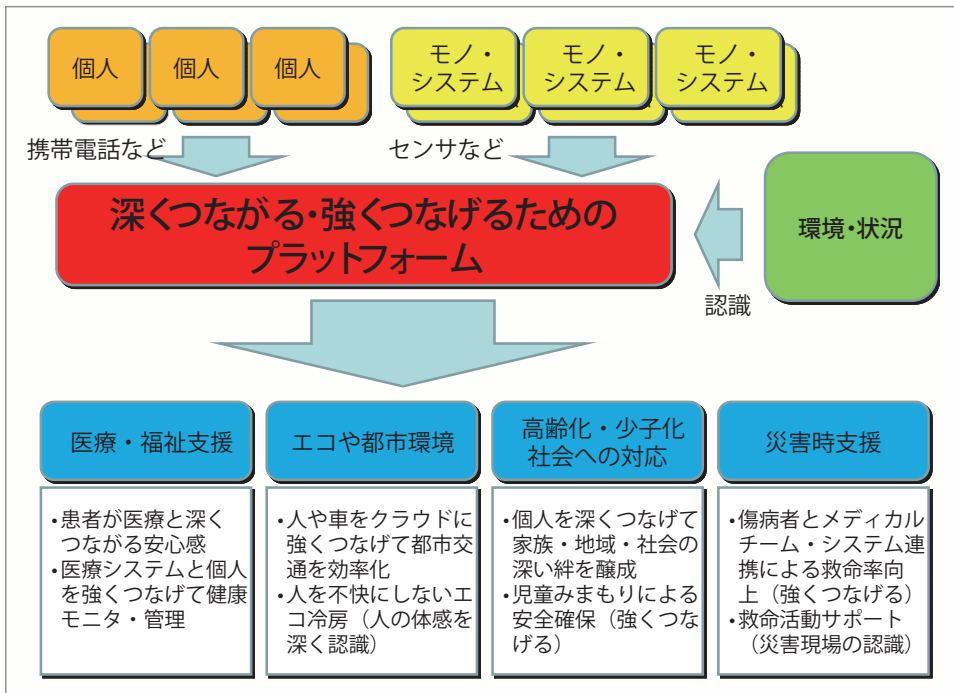 個人
個人
個人
モノ・
システム
モノ・
システム
モノ・
システム
携帯電話など
センサなど
深くつながる・強くつなげるための
プラットフォーム
環境・状況
認識
医療・福祉支援
・患者が医療と深く
つながる安心感
・医療システムと個人
を強くつなげて健康
モニタ・管理
エコや都市環境
・人や車をクラウドに
強くつなげて都市交
通を効率化
・人を不快にしないエ
コ冷房（人の体感を
深く認識）
高齢化・少子化
社会への対応
・個人を深くつなげて
家族・地域・社会の
深い絆を醸成
・児童みまもりによる
安全確保（強くつな
げる）
災害時支援
・傷病者とメディカル
チーム・システム連
携による救命率向
上（強くつなげる）
・救命活動サポート
（災害現場の認識）